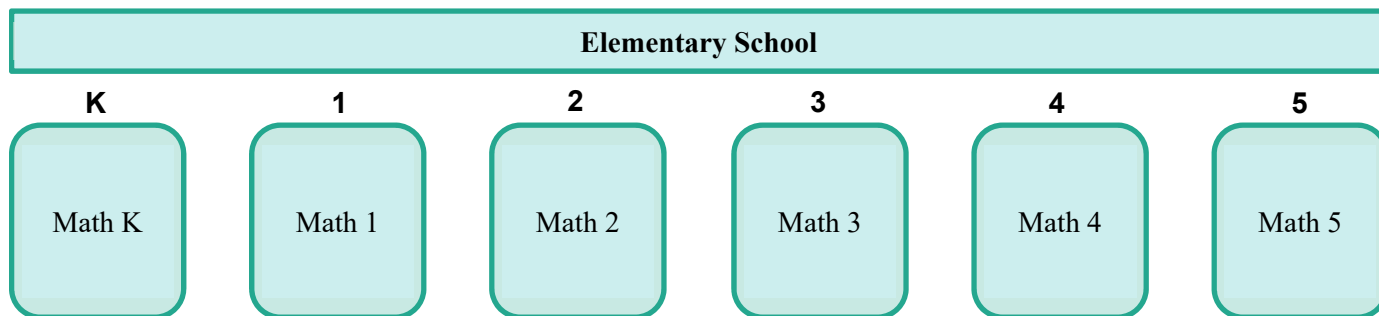 Elementary School
K 1 2 3 4 5
Math K Math 1 Math 2 Math 3 Math 4 Math 5